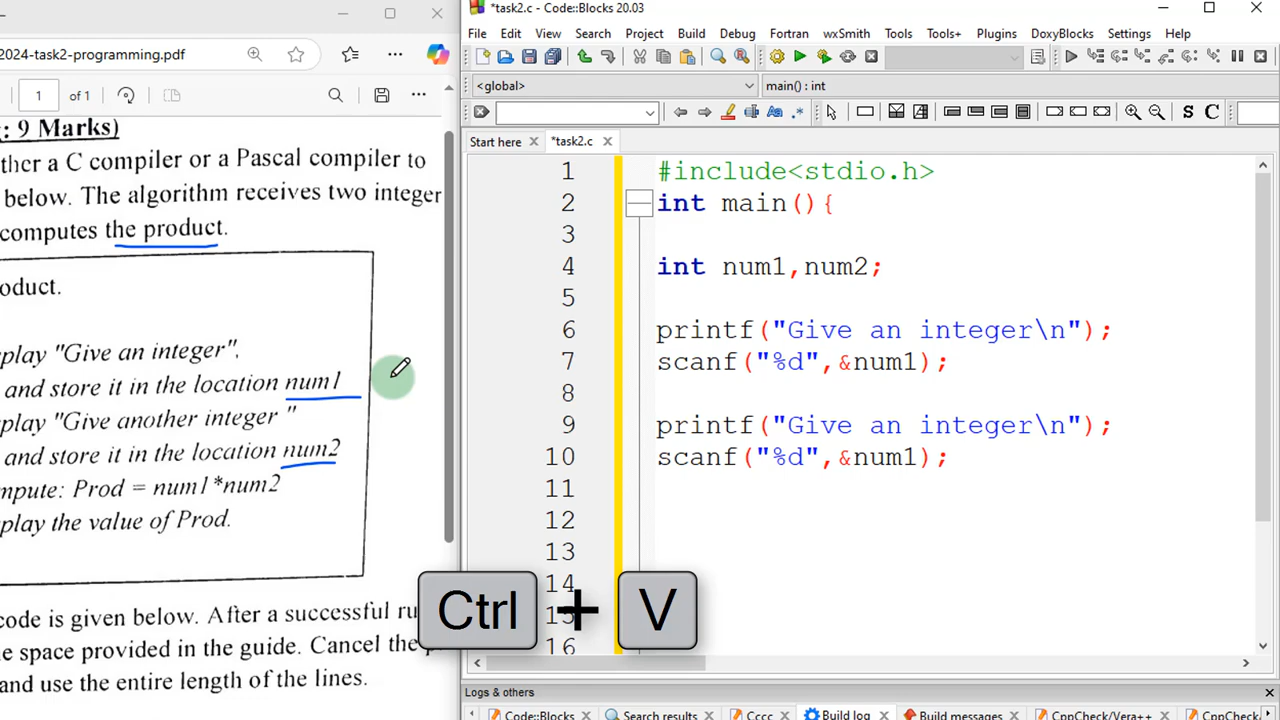 2024-task2-programming.pdf
1 of 1
g: 9 Marks)
ther a C compiler or a Pascal compiler to
below. The algorithm receives two integer
computes the product.
oduct.
play "Give an integer",
and store it in the location num1
play "Give another integer "
and store it in the location num2
mpute: Prod = num1*num2
play the value of Prod.
code is given below. After a successful ru
e space provided in the guide. Cancel the p
and use the entire length of the lines.
*task2.c - Code::Blocks 20.03
File Edit View Search Project Build Debug Fortran wxSmith Tools Tools+ Plugins DoxyBlocks Settings Help
<global> main() : int
S C
Start here *task2.c
1 #include<stdio.h>
2 int main(){
3
4 int num1,num2;
5
6 printf("Give an integer\n");
7 scanf("%d",&num1);
8
9 printf("Give an integer\n");
10 scanf("%d",&num1);
11
12
13
14
15
16
Ctrl + V
Logs & others
Code::Blocks Search results Cccc Build log Build messages CppCheck/Vera++ CppCheck/